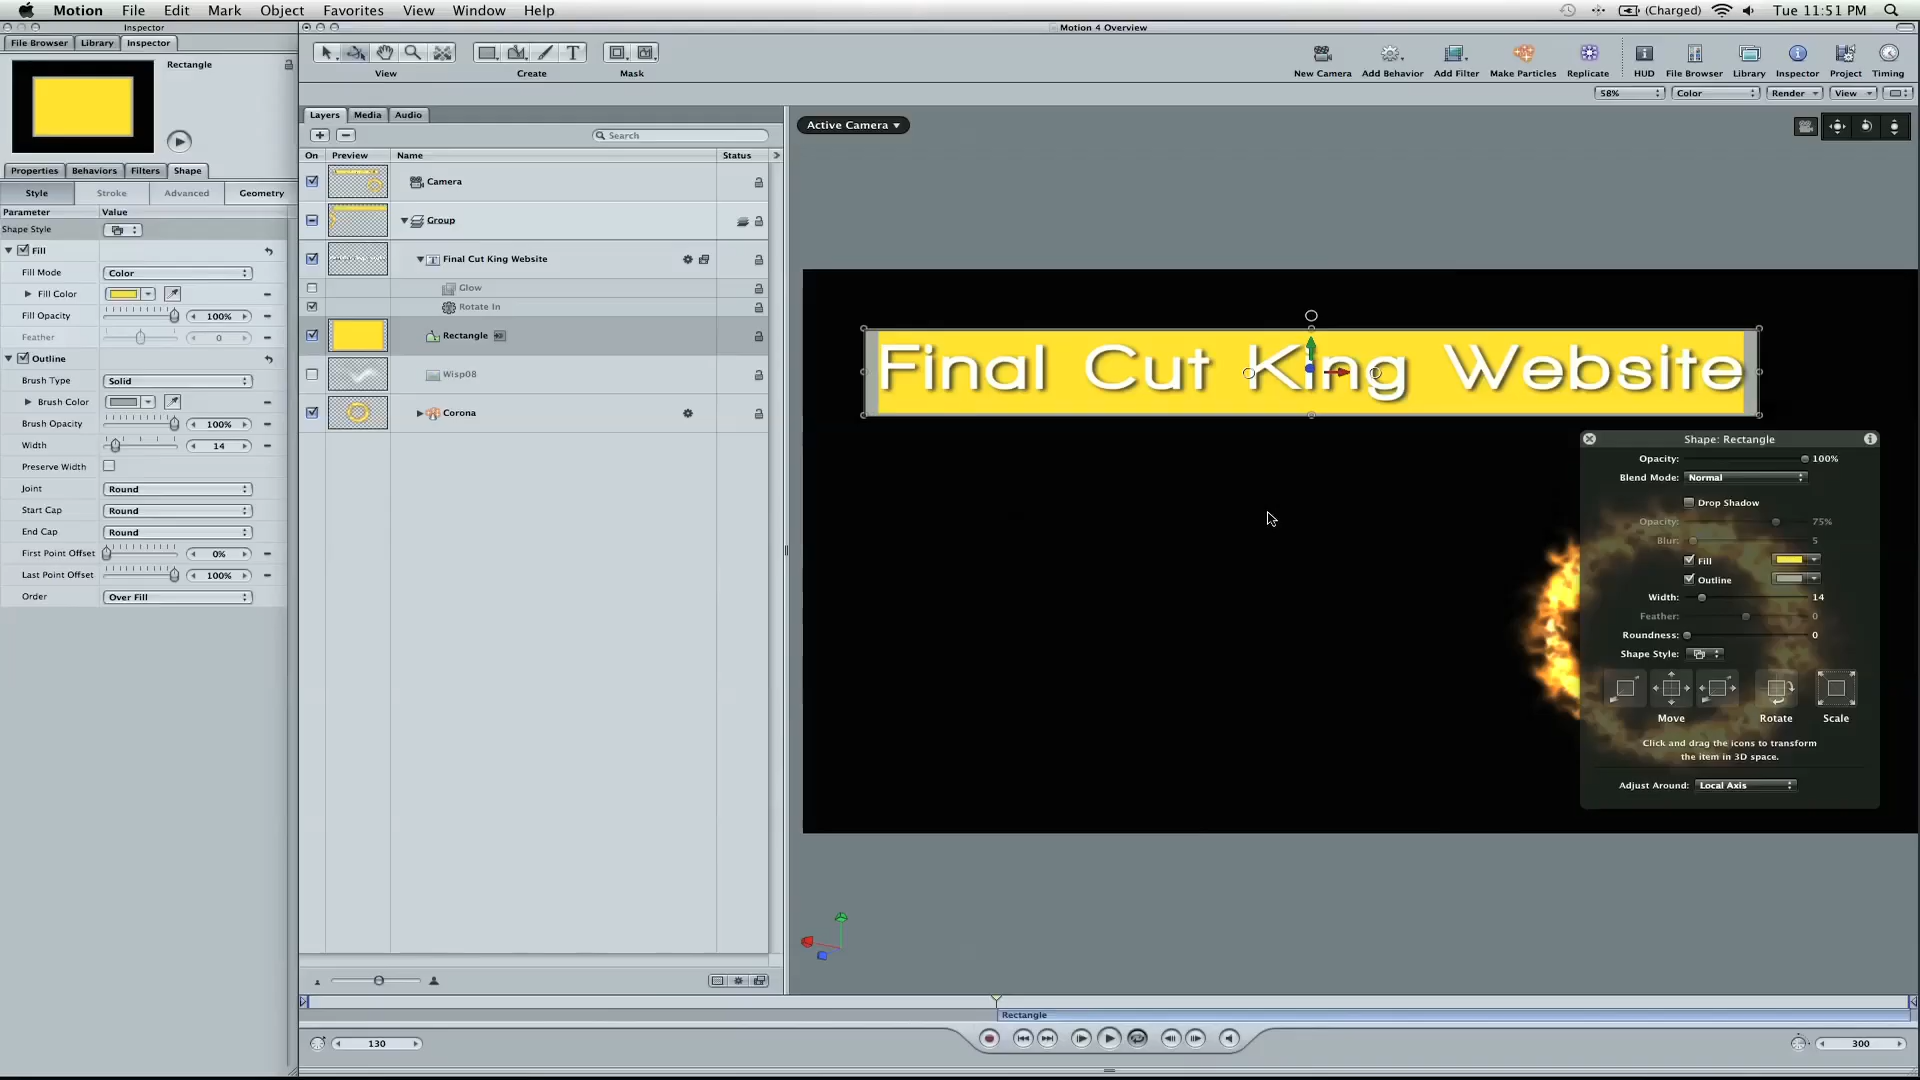 Motion File Edit Mark Object Favorites View Window Help (Charged) Tue 11:51 PM
Inspector
Motion 4 Overview
File Browser Library Inspector
Rectangle
View Create Mask
New Camera Add Behavior Add Filter Make Particles Replicate HUD File Browser Library Inspector Project Timing
58% Color Render View
Layers Media Audio
Search
Active Camera
On Preview Name Status
Properties Behaviors Filters Shape
Style Stroke Advanced Geometry
Parameter Value
Shape Style
Fill
Fill Mode Color
Fill Color
Fill Opacity 100%
Feather 0
Outline
Brush Type Solid
Brush Color
Brush Opacity 100%
Width 14
Preserve Width
Joint Round
Start Cap Round
End Cap Round
First Point Offset 0%
Last Point Offset 100%
Order Over Fill
Camera
Group
T Final Cut King Website
Glow
Rotate In
Rectangle
Wisp08
Corona
Final Cut King Website
Shape: Rectangle
Opacity: 100%
Blend Mode: Normal
Drop Shadow
Opacity: 75%
Blur: 5
Fill
Outline
Width: 14
Feather: 0
Roundness: 0
Shape Style:
Move Rotate Scale
Click and drag the icons to transform
the item in 3D space.
Adjust Around: Local Axis
Rectangle
130
300